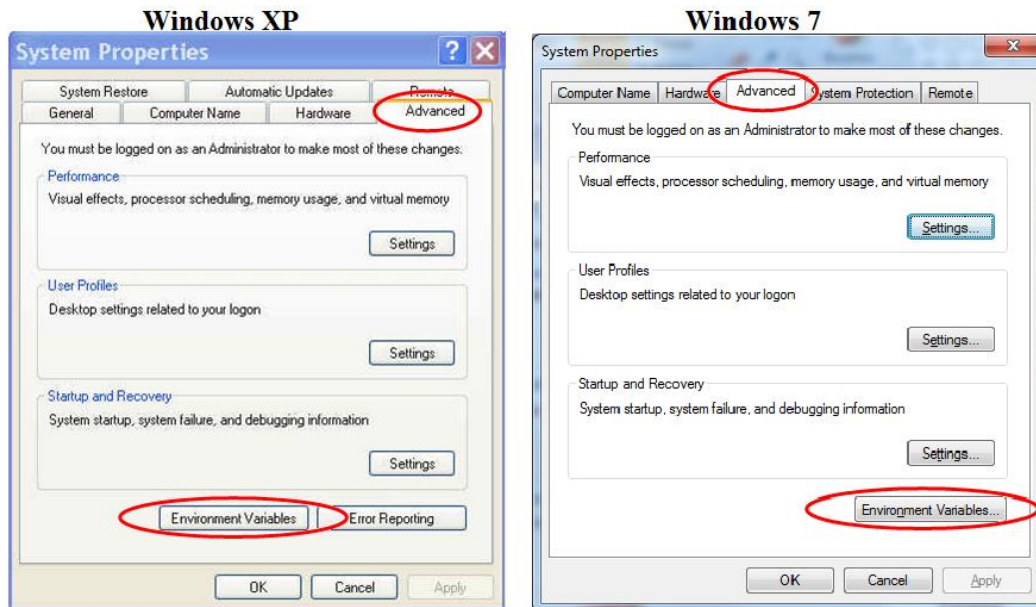 Windows XP
System Properties
System Restore Automatic Updates Remote
General Computer Name Hardware Advanced
You must be logged on as an Administrator to make most of these changes.
Performance
Visual effects, processor scheduling, memory usage, and virtual memory
Settings
User Profiles
Desktop settings related to your logon
Settings
Startup and Recovery
System startup, system failure, and debugging information
Settings
Environment Variables Error Reporting
OK Cancel Apply
Windows 7
System Properties
Computer Name Hardware Advanced System Protection Remote
You must be logged on as an Administrator to make most of these changes.
Performance
Visual effects, processor scheduling, memory usage, and virtual memory
Settings...
User Profiles
Desktop settings related to your logon
Settings...
Startup and Recovery
System startup, system failure, and debugging information
Settings...
Environment Variables...
OK Cancel Apply